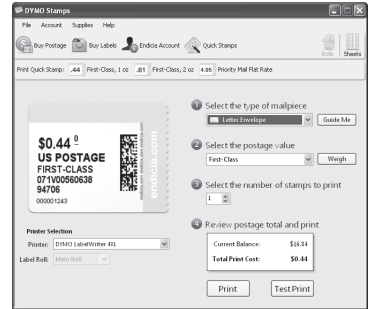 DYMO Stamps
File Account Supplies Help
Buy Postage Buy Labels Endicia Account Quick Stamps Rolls Sheets
Print Quick Stamp: .44 First-Class, 1 oz .61 First-Class, 2 oz 4.95 Priority Mail Flat Rate
1 Select the type of mailpiece
Letter Envelope Guide Me
2 Select the postage value
First-Class Weigh
3 Select the number of stamps to print
1
4 Review postage total and print
Current Balance: $16.84
Total Print Cost: $0.44
Print Test Print
$0.44 0
US POSTAGE
FIRST-CLASS
071V00560638
94706
000001243
endicia.com
Printer Selection
Printer: DYMO LabelWriter 4XL
Label Roll: Main Roll